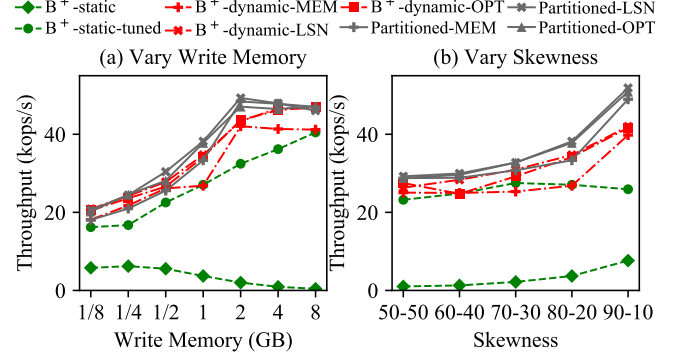 B+-static B+-dynamic-MEM B+-dynamic-OPT Partitioned-LSN
B+-static-tuned B+-dynamic-LSN Partitioned-MEM Partitioned-OPT
(a) Vary Write Memory
Throughput (kops/s)
40
20
0
1/8 1/4 1/2 1 2 4 8
Write Memory (GB)
(b) Vary Skewness
Throughput (kops/s)
40
20
0
50-50 60-40 70-30 80-20 90-10
Skewness